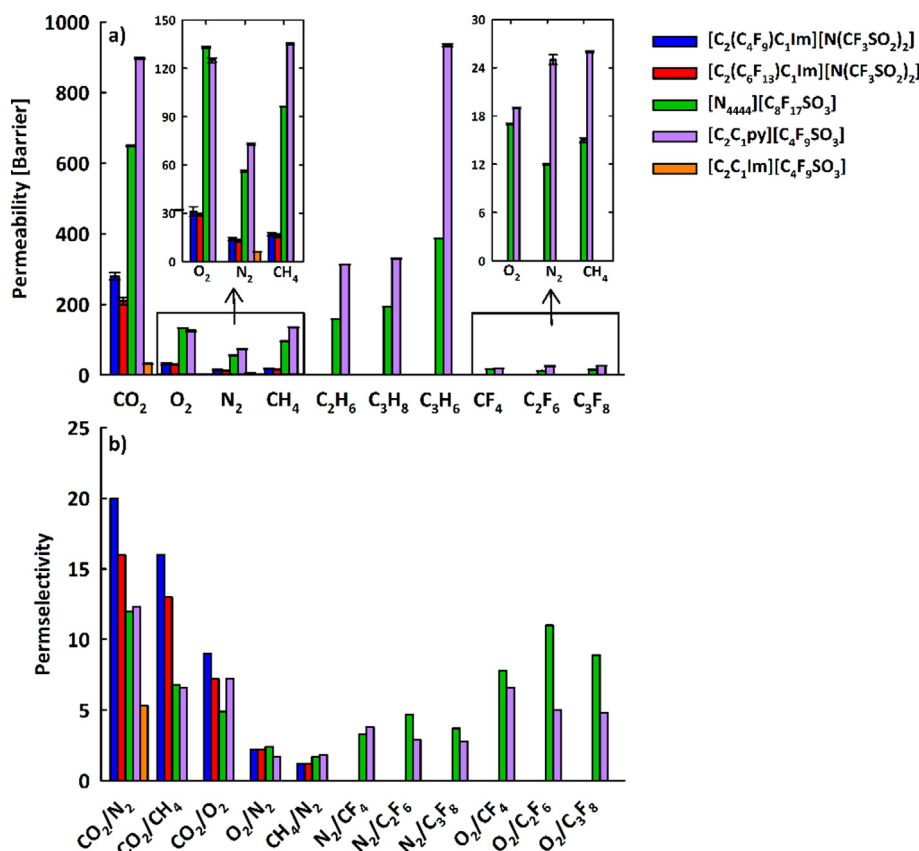 a)
Permeability [Barrier]
1000
800
600
400
200
0
150
120
90
60
30
0
O₂ N₂ CH₄
30
24
18
12
6
0
O₂ N₂ CH₄
[C₂(C₄F₉)C₁Im][N(CF₃SO₂)₂]
[C₂(C₆F₁₃)C₁Im][N(CF₃SO₂)₂]
[N₄₄₄₄][C₈F₁₇SO₃]
[C₂C₁py][C₄F₉SO₃]
[C₂C₁Im][C₄F₉SO₃]
CO₂ O₂ N₂ CH₄ C₂H₆ C₃H₈ C₃H₆ CF₄ C₂F₆ C₃F₈
b)
Permselectivity
25
20
15
10
5
0
CO₂/N₂
CO₂/CH₄
CO₂/O₂
O₂/N₂
CH₄/N₂
N₂/CF₄
N₂/C₂F₆
N₂/C₃F₈
O₂/CF₄
O₂/C₂F₆
O₂/C₃F₈